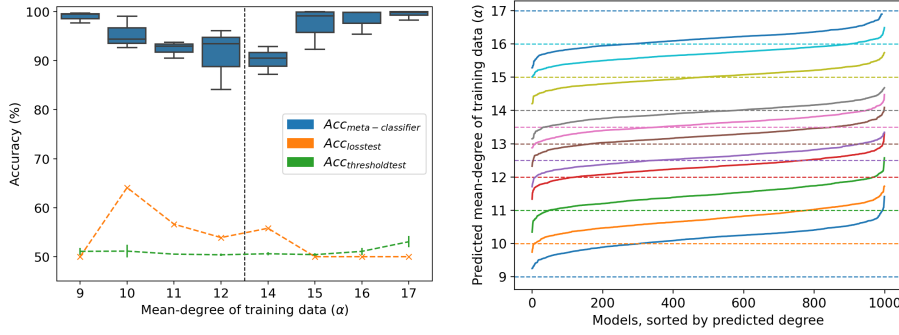 100
90
80
70
60
50
Accuracy (%)
9 10 11 12 14 15 16 17
Mean-degree of training data (α)
Acc_meta−classifier
Acc_losstest
Acc_thresholdtest
17
16
15
14
13
12
11
10
9
Predicted mean-degree of training data (α)
0 200 400 600 800 1000
Models, sorted by predicted degree